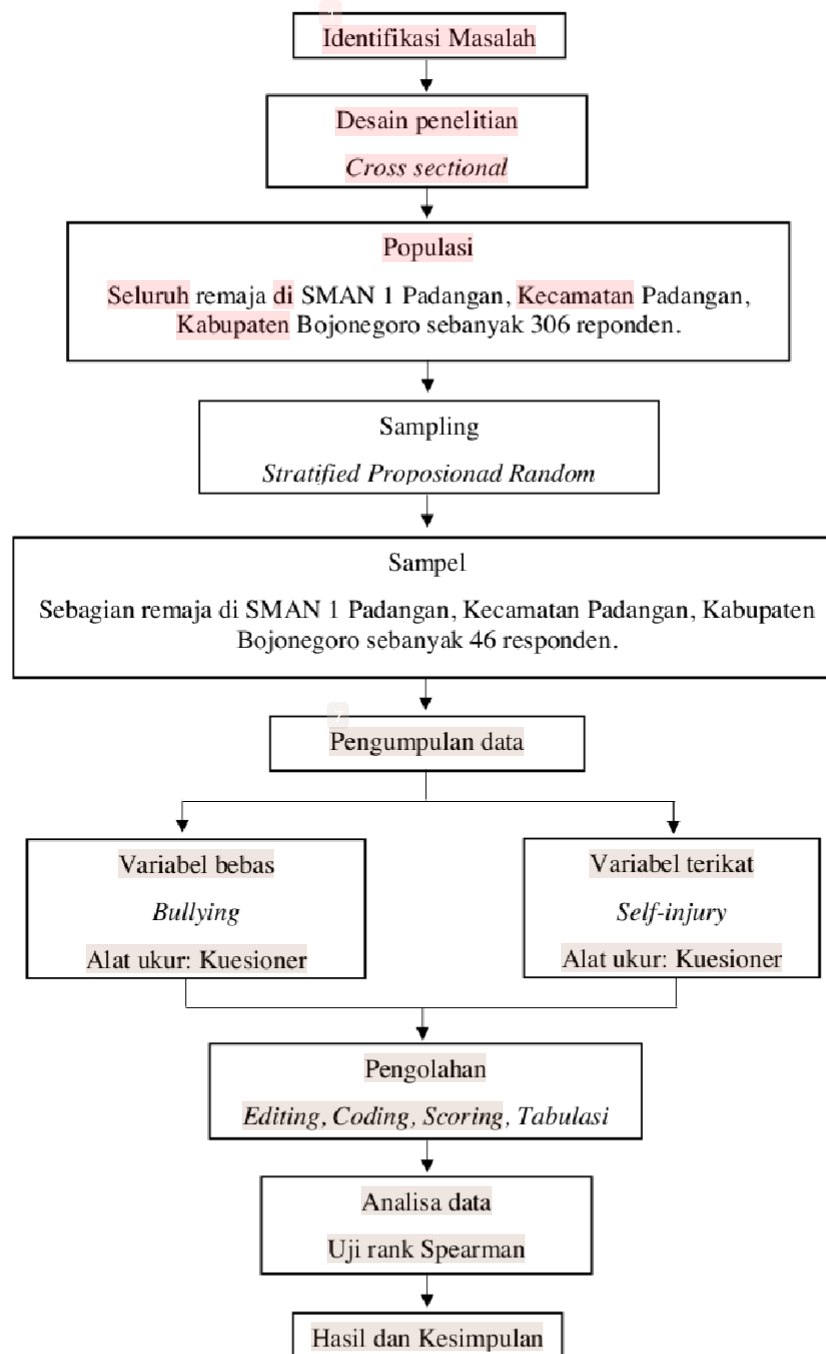 Identifikasi Masalah
Desain penelitian
Cross sectional
Populasi
Seluruh remaja di SMAN 1 Padangan, Kecamatan Padangan,
Kabupaten Bojonegoro sebanyak 306 reponden.
Sampling
Stratified Proposionad Random
Sampel
Sebagian remaja di SMAN 1 Padangan, Kecamatan Padangan, Kabupaten
Bojonegoro sebanyak 46 responden.
7
Pengumpulan data
Variabel bebas
Bullying
Alat ukur: Kuesioner
Variabel terikat
Self-injury
Alat ukur: Kuesioner
Pengolahan
Editing, Coding, Scoring, Tabulasi
Analisa data
Uji rank Spearman
Hasil dan Kesimpulan